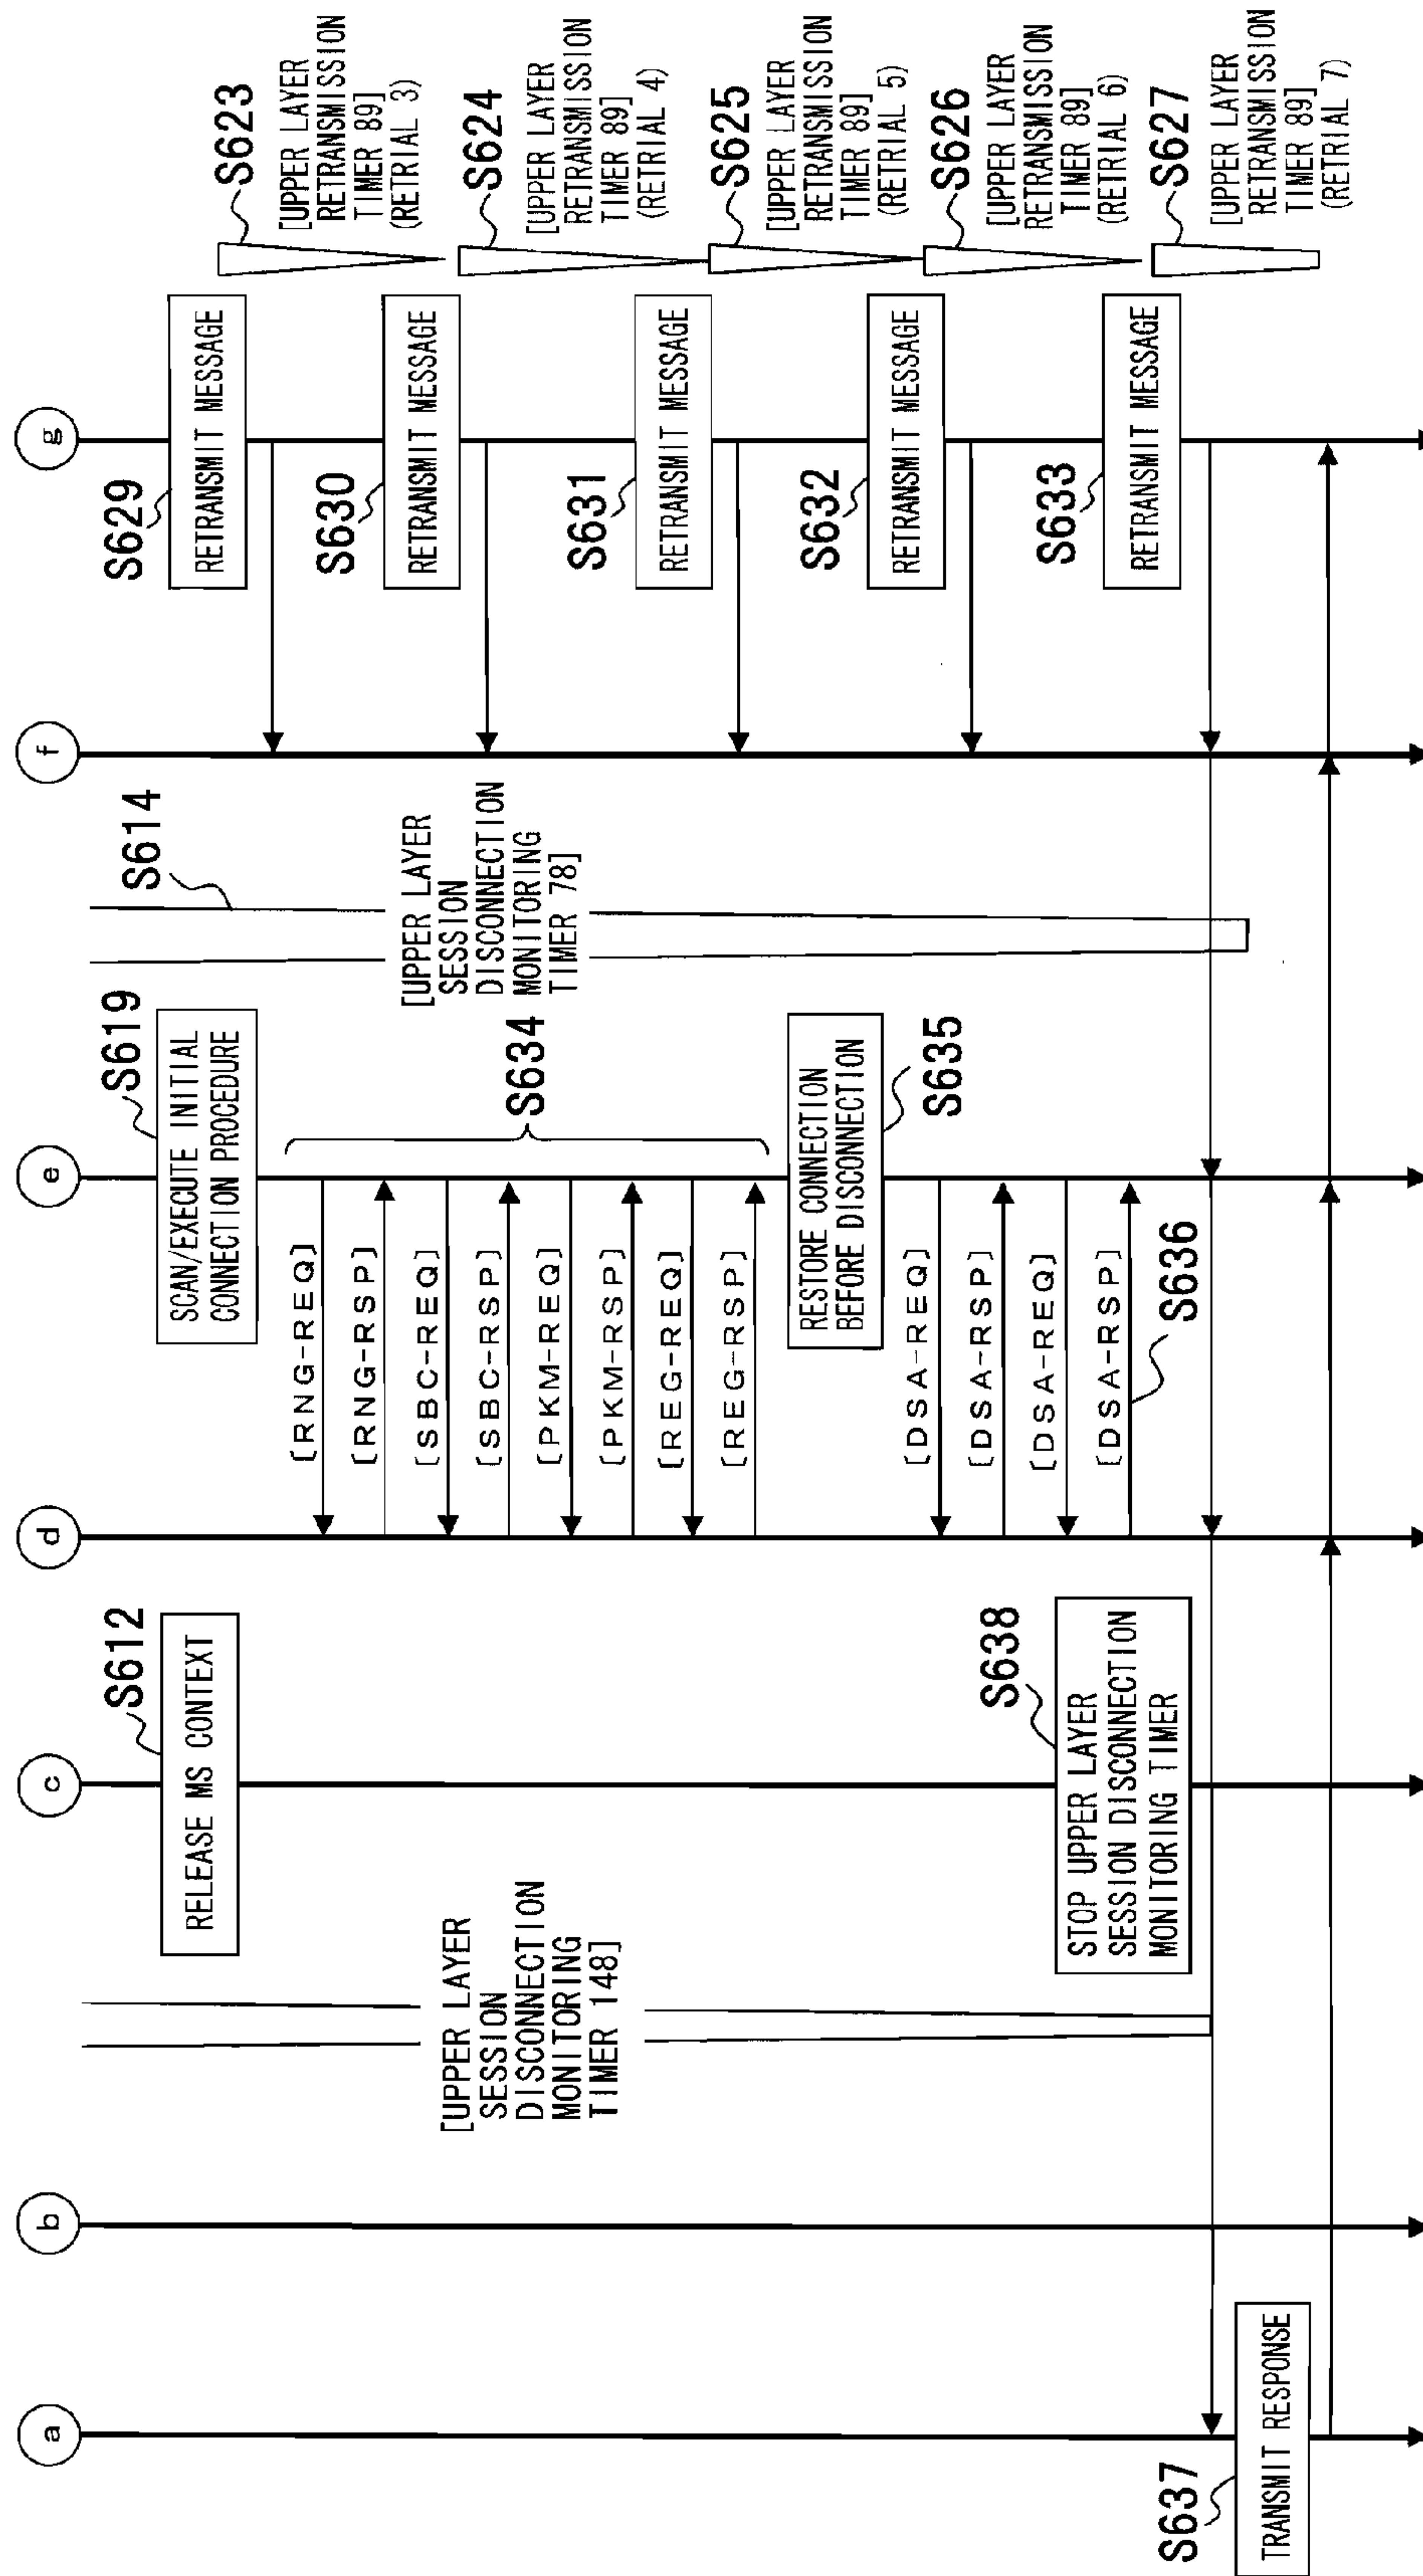 a
b
c
d
e
f
g
S637
TRANSMIT RESPONSE
[UPPER LAYER
SESSION
DISCONNECTION
MONITORING
TIMER 148]
S612
RELEASE MS CONTEXT
S638
STOP UPPER LAYER
SESSION DISCONNECTION
MONITORING TIMER
S619
SCAN/EXECUTE INITIAL
CONNECTION PROCEDURE
[RNG-REQ]
[RNG-RSP]
[SBC-REQ]
[SBC-RSP]
[PKM-REQ]
[PKM-RSP]
[REG-REQ]
[REG-RSP]
S634
RESTORE CONNECTION
BEFORE DISCONNECTION
S635
[DSA-REQ]
[DSA-RSP]
[DSA-REQ]
[DSA-RSP]
S636
S614
[UPPER LAYER
SESSION
DISCONNECTION
MONITORING
TIMER 78]
S629
RETRANSMIT MESSAGE
S630
RETRANSMIT MESSAGE
S631
RETRANSMIT MESSAGE
S632
RETRANSMIT MESSAGE
S633
RETRANSMIT MESSAGE
S623
[UPPER LAYER
RETRANSMISSION
TIMER 89]
(RETRIAL 3)
S624
[UPPER LAYER
RETRANSMISSION
TIMER 89]
(RETRIAL 4)
S625
[UPPER LAYER
RETRANSMISSION
TIMER 89]
(RETRIAL 5)
S626
[UPPER LAYER
RETRANSMISSION
TIMER 89]
(RETRIAL 6)
S627
[UPPER LAYER
RETRANSMISSION
TIMER 89]
(RETRIAL 7)